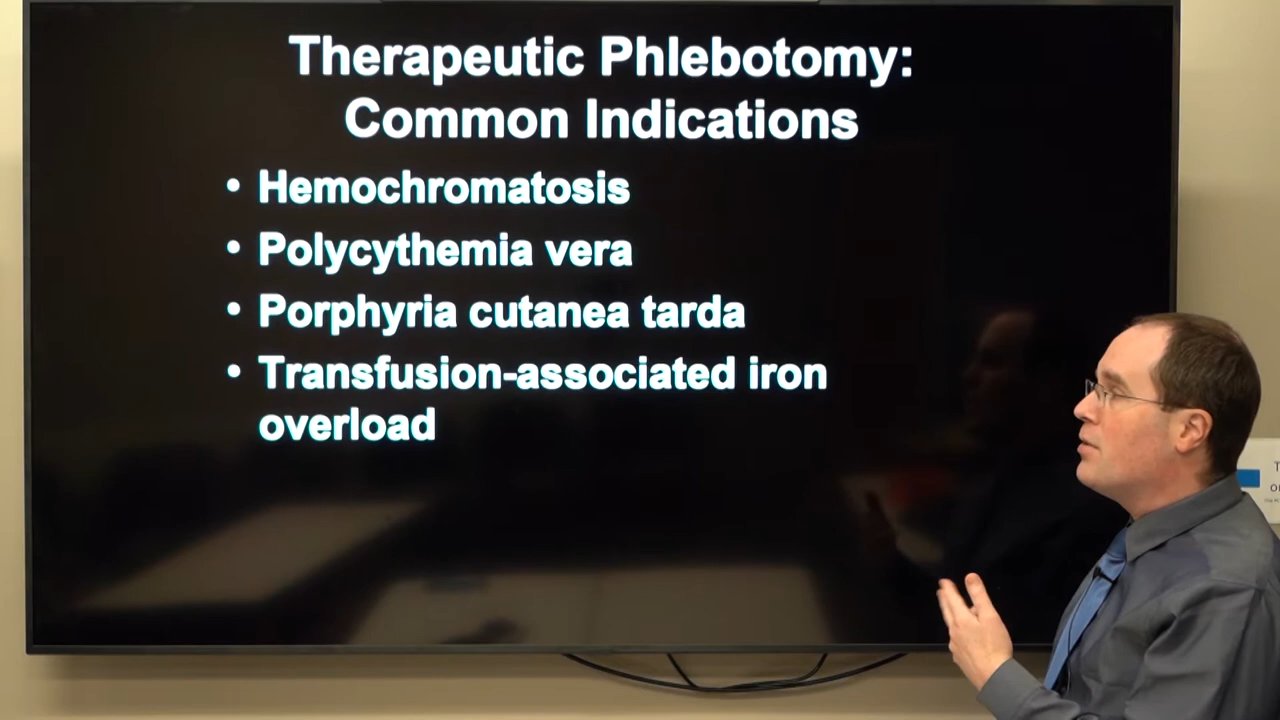 Therapeutic Phlebotomy:
Common Indications
• Hemochromatosis
• Polycythemia vera
• Porphyria cutanea tarda
• Transfusion-associated iron
overload